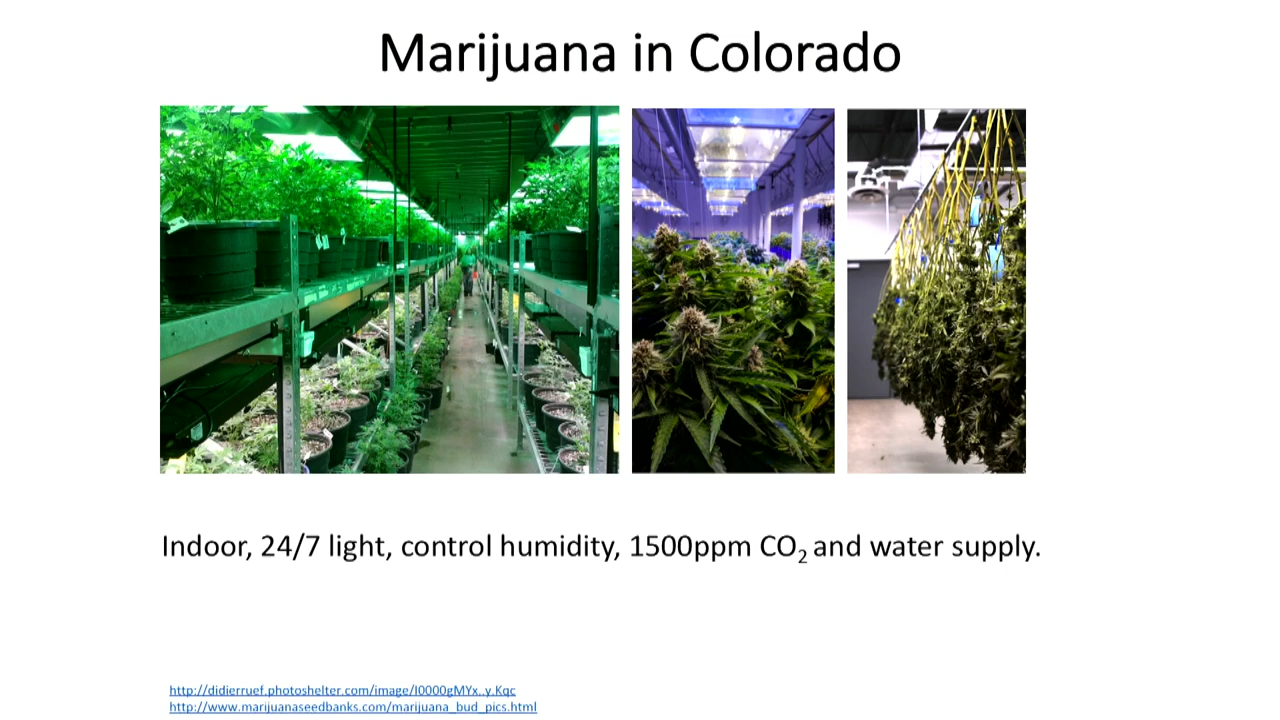 Marijuana in Colorado
Indoor, 24/7 light, control humidity, 1500ppm CO₂ and water supply.
http://didierruef.photoshelter.com/image/I0000gMYx..y.Kqc
http://www.marijuanaseedbanks.com/marijuana_bud_pics.html